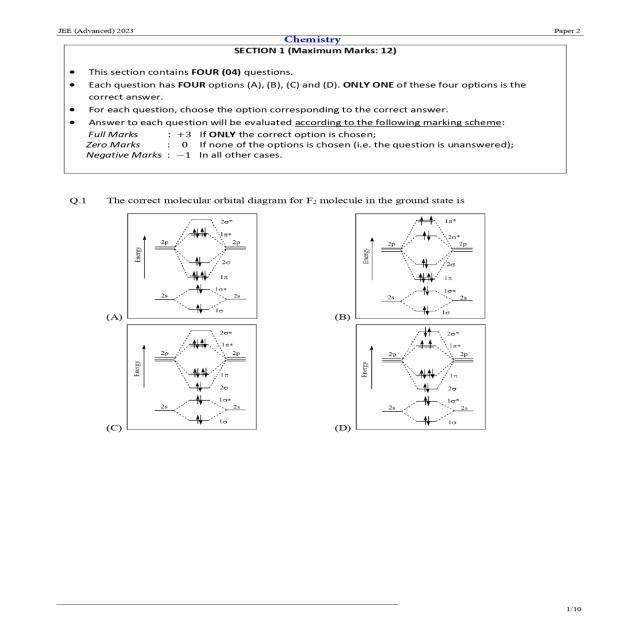 JEE (Advanced) 2023 Paper 2
Chemistry
SECTION 1 (Maximum Marks: 12)
• This section contains FOUR (04) questions.
• Each question has FOUR options (A), (B), (C) and (D). ONLY ONE of these four options is the
correct answer.
• For each question, choose the option corresponding to the correct answer.
• Answer to each question will be evaluated according to the following marking scheme:
Full Marks : +3 If ONLY the correct option is chosen;
Zero Marks : 0 If none of the options is chosen (i.e. the question is unanswered);
Negative Marks : −1 In all other cases.
Q.1 The correct molecular orbital diagram for F₂ molecule in the ground state is
2σ*
1π*
2p 2p
Energy
2σ
1π
1σ*
2s 2s
1σ
(A)
1π*
2σ*
2p 2p
Energy
2σ
1π
1σ*
2s 2s
1σ
(B)
2σ*
1π*
2p 2p
Energy
1π
2σ
1σ*
2s 2s
1σ
(C)
2σ*
1π*
2p 2p
Energy
1π
2σ
1σ*
2s 2s
1σ
(D)
1/10